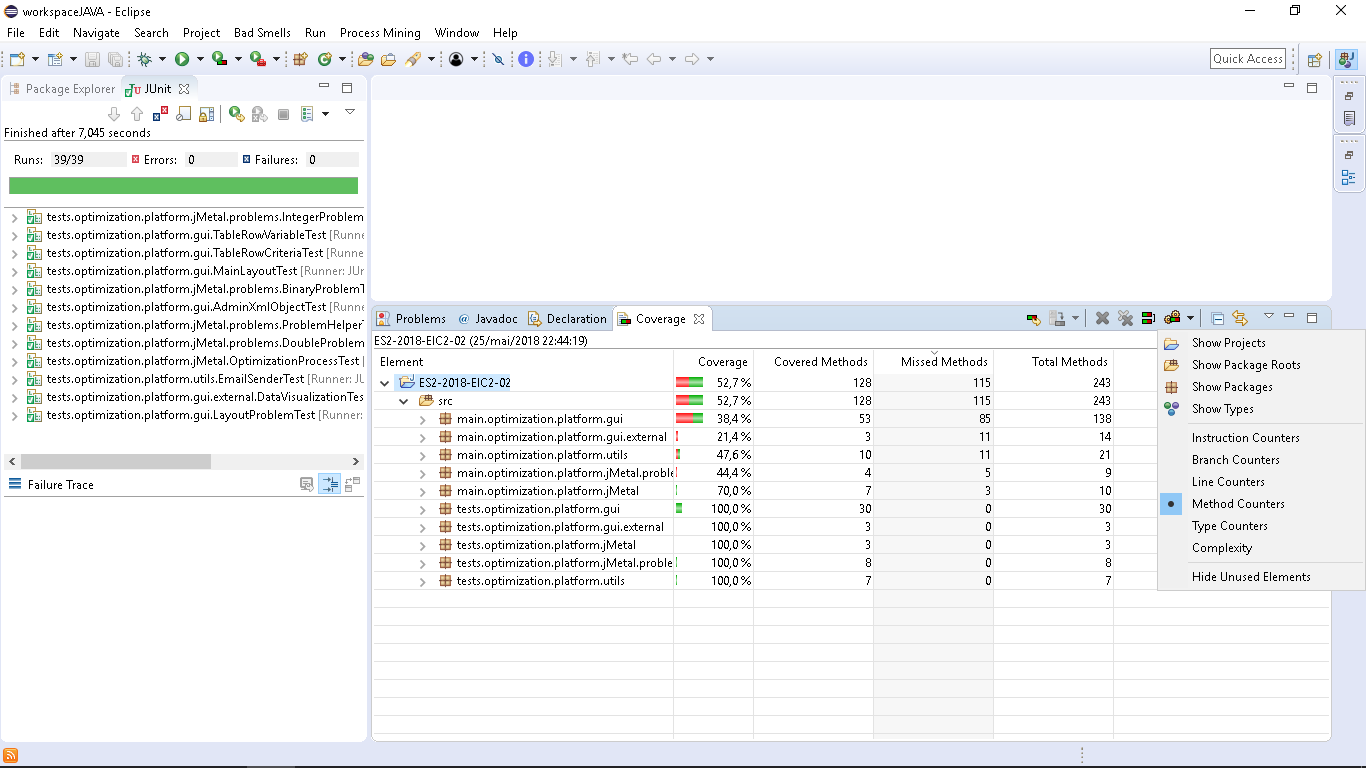 workspaceJAVA - Eclipse
File Edit Navigate Search Project Bad Smells Run Process Mining Window Help
Quick Access
Package Explorer JUnit
Finished after 7,045 seconds
Runs: 39/39 Errors: 0 Failures: 0
tests.optimization.platform.jMetal.problems.IntegerProblem
tests.optimization.platform.gui.TableRowVariableTest [Runne
tests.optimization.platform.gui.TableRowCriteriaTest [Runner
tests.optimization.platform.gui.MainLayoutTest [Runner: JUr
tests.optimization.platform.jMetal.problems.BinaryProblemT
tests.optimization.platform.gui.AdminXmlObjectTest [Runne
tests.optimization.platform.jMetal.problems.ProblemHelperT
tests.optimization.platform.jMetal.problems.DoubleProblem
tests.optimization.platform.jMetal.OptimizationProcessTest [
tests.optimization.platform.utils.EmailSenderTest [Runner: JU
tests.optimization.platform.gui.external.DataVisualizationTes
tests.optimization.platform.gui.LayoutProblemTest [Runner:
Failure Trace
Problems @ Javadoc Declaration Coverage
ES2-2018-EIC2-02 (25/mai/2018 22:44:19)
Element Coverage Covered Methods Missed Methods Total Methods
ES2-2018-EIC2-02 52,7 % 128 115 243
src 52,7 % 128 115 243
main.optimization.platform.gui 38,4 % 53 85 138
main.optimization.platform.gui.external 21,4 % 3 11 14
main.optimization.platform.utils 47,6 % 10 11 21
main.optimization.platform.jMetal.proble 44,4 % 4 5 9
main.optimization.platform.jMetal 70,0 % 7 3 10
tests.optimization.platform.gui 100,0 % 30 0 30
tests.optimization.platform.gui.external 100,0 % 3 0 3
tests.optimization.platform.jMetal 100,0 % 3 0 3
tests.optimization.platform.jMetal.proble 100,0 % 8 0 8
tests.optimization.platform.utils 100,0 % 7 0 7
Show Projects
Show Package Roots
Show Packages
Show Types
Instruction Counters
Branch Counters
Line Counters
Method Counters
Type Counters
Complexity
Hide Unused Elements